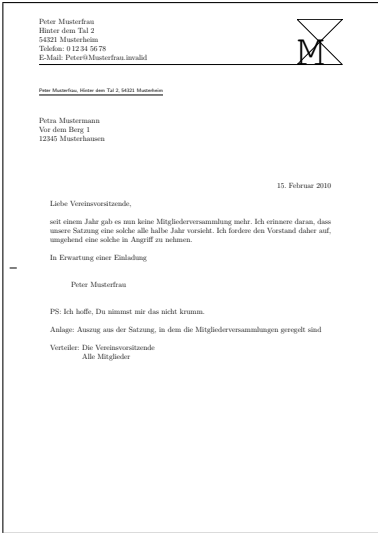 Peter Musterfrau
Hinter dem Tal 2
54321 Musterheim
Telefon: 0 12 34 56 78
E-Mail: Peter@Musterfrau.invalid
M
Peter Musterfrau, Hinter dem Tal 2, 54321 Musterheim
Petra Mustermann
Vor dem Berg 1
12345 Musterhausen
15. Februar 2010
Liebe Vereinsvorsitzende,
seit einem Jahr gab es nun keine Mitgliederversammlung mehr. Ich erinnere daran, dass
unsere Satzung eine solche alle halbe Jahr vorsieht. Ich fordere den Vorstand daher auf,
umgehend eine solche in Angriff zu nehmen.
In Erwartung einer Einladung
Peter Musterfrau
PS: Ich hoffe, Du nimmst mir das nicht krumm.
Anlage: Auszug aus der Satzung, in dem die Mitgliederversammlungen geregelt sind
Verteiler: Die Vereinsvorsitzende
Alle Mitglieder